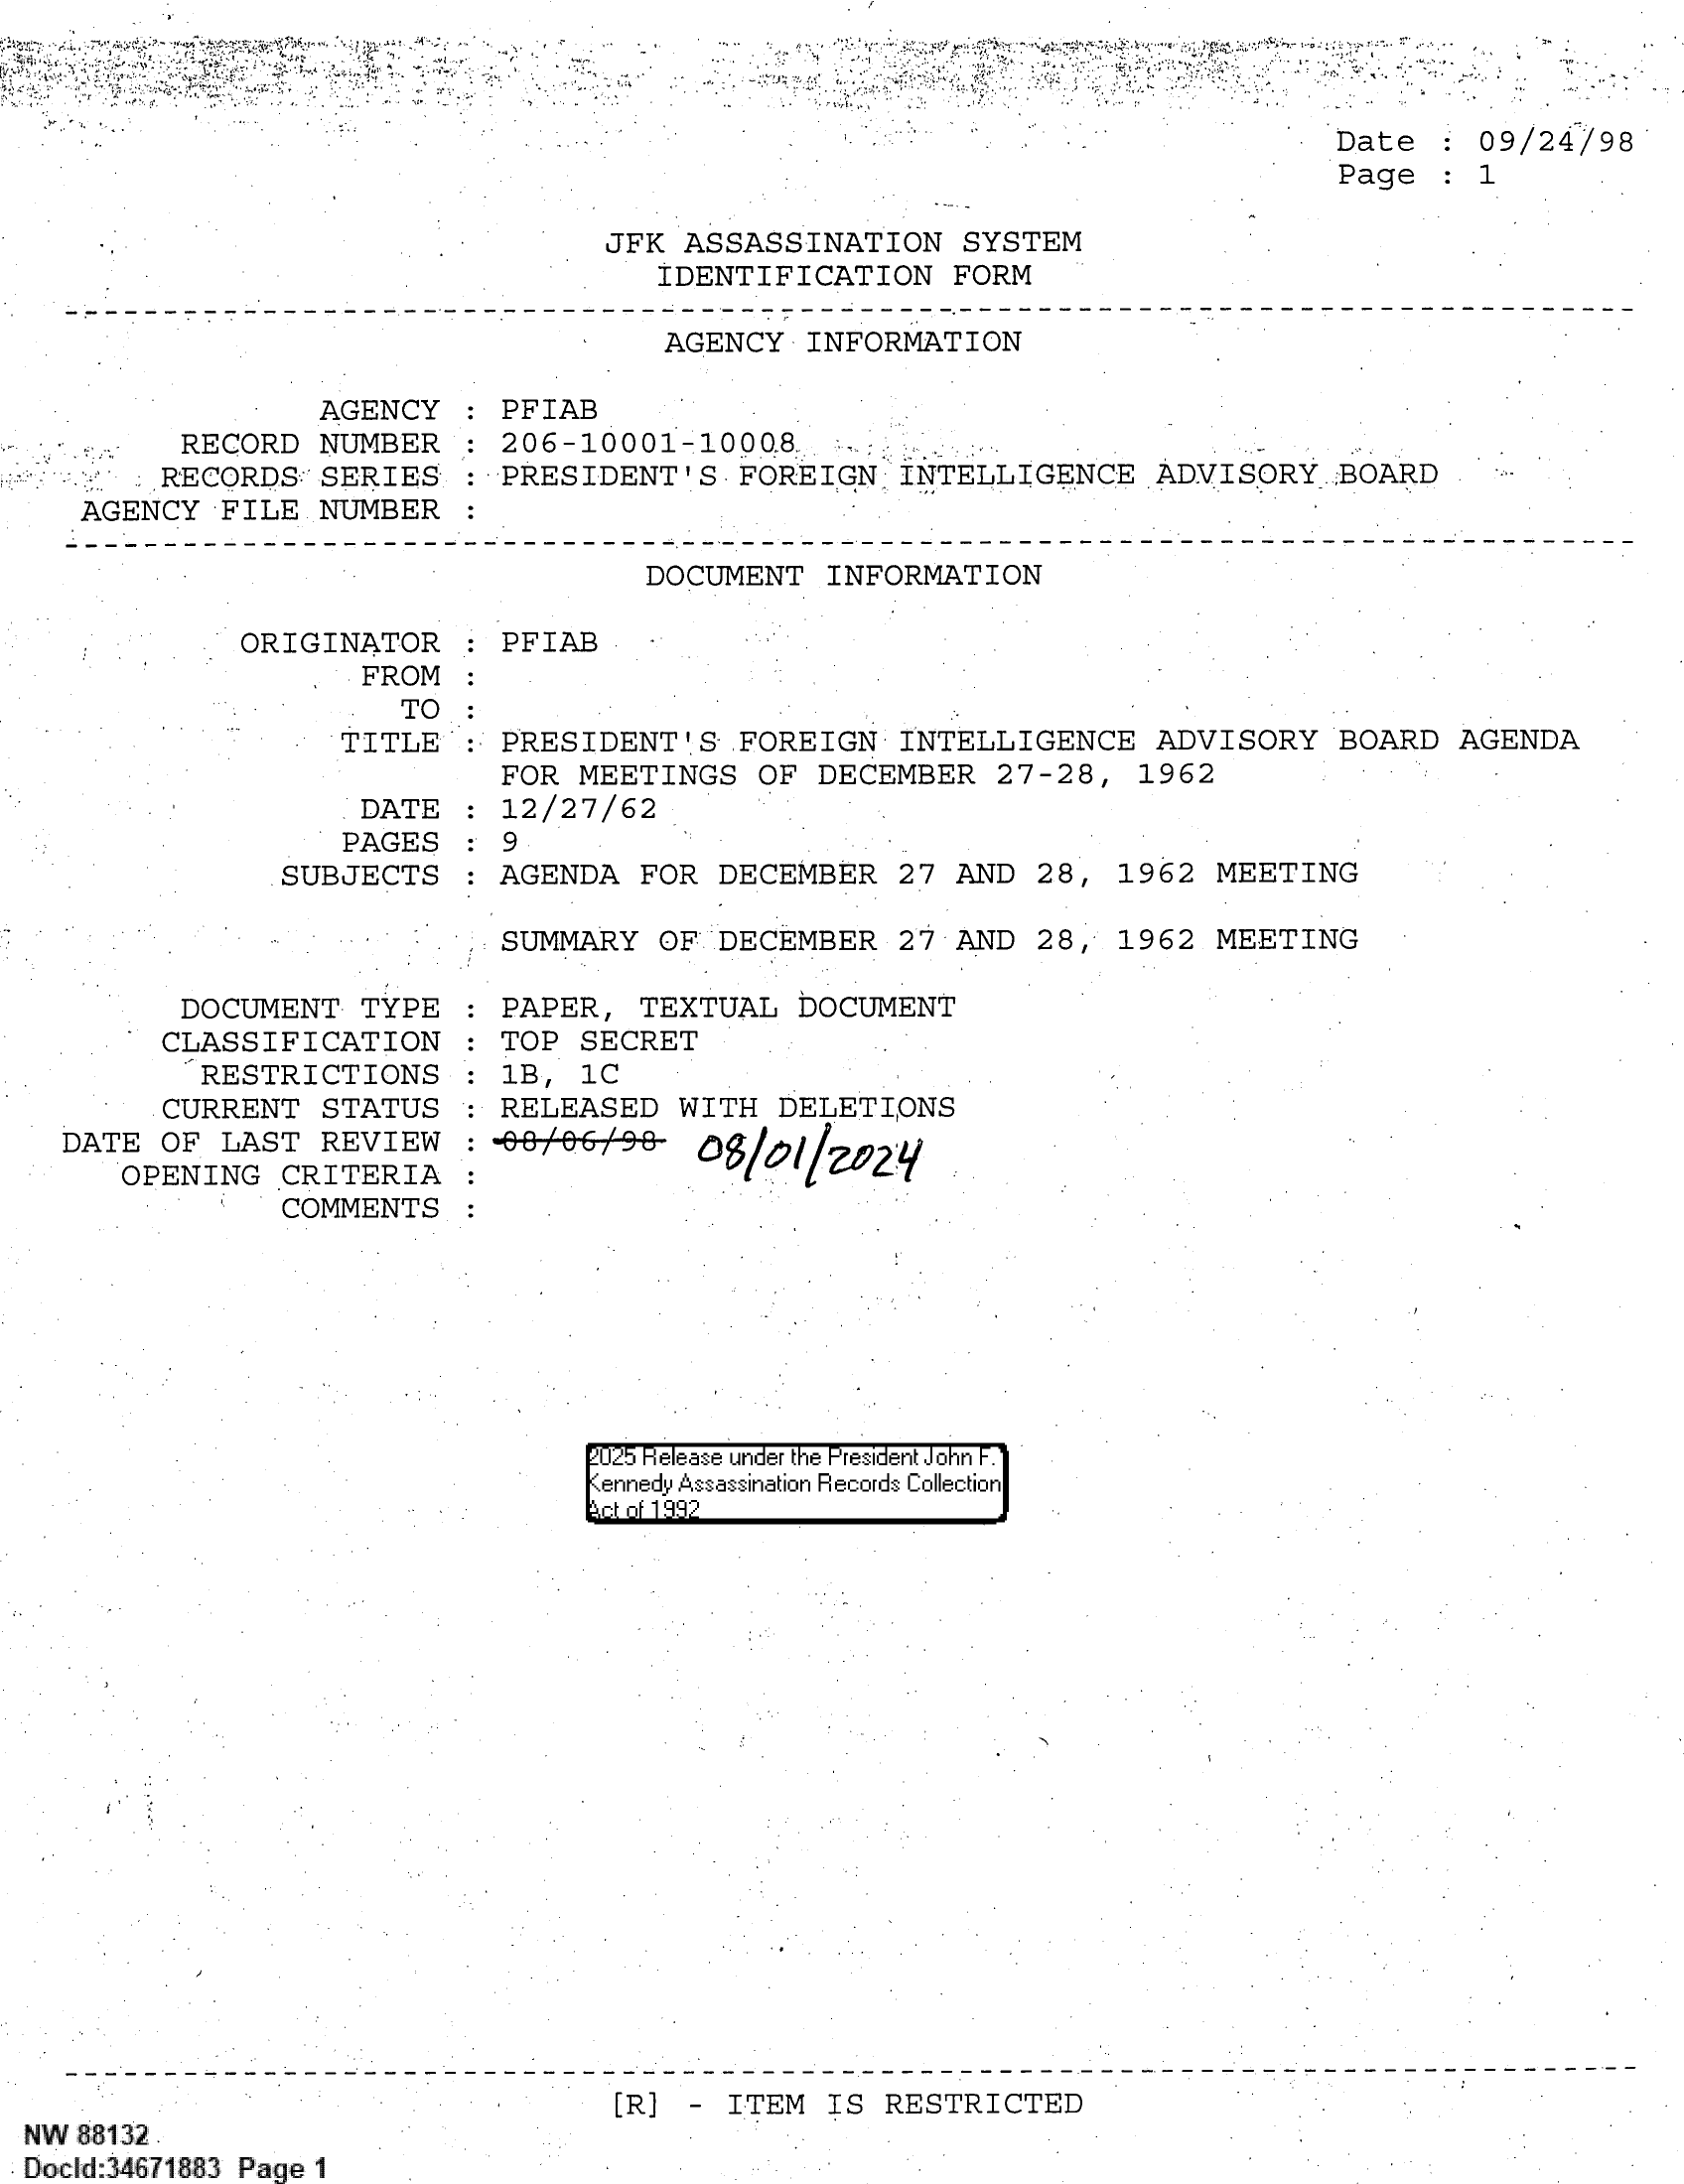 Date : 09/24/98
Page : 1
JFK ASSASSINATION SYSTEM
IDENTIFICATION FORM
AGENCY INFORMATION
AGENCY : PFIAB
RECORD NUMBER : 206-10001-10008
RECORDS SERIES : PRESIDENT'S FOREIGN INTELLIGENCE ADVISORY BOARD
AGENCY FILE NUMBER :
DOCUMENT INFORMATION
ORIGINATOR : PFIAB
FROM :
TO :
TITLE : PRESIDENT'S FOREIGN INTELLIGENCE ADVISORY BOARD AGENDA
FOR MEETINGS OF DECEMBER 27-28, 1962
DATE : 12/27/62
PAGES : 9
SUBJECTS : AGENDA FOR DECEMBER 27 AND 28, 1962 MEETING
SUMMARY OF DECEMBER 27 AND 28, 1962 MEETING
DOCUMENT TYPE : PAPER, TEXTUAL DOCUMENT
CLASSIFICATION : TOP SECRET
RESTRICTIONS : 1B, 1C
CURRENT STATUS : RELEASED WITH DELETIONS
DATE OF LAST REVIEW : 08/06/98 08/01/2024
OPENING CRITERIA :
COMMENTS :
2025 Release under the President John F.
Kennedy Assassination Records Collection
Act of 1992
[R] - ITEM IS RESTRICTED
NW 88132
DocId:34671883 Page 1